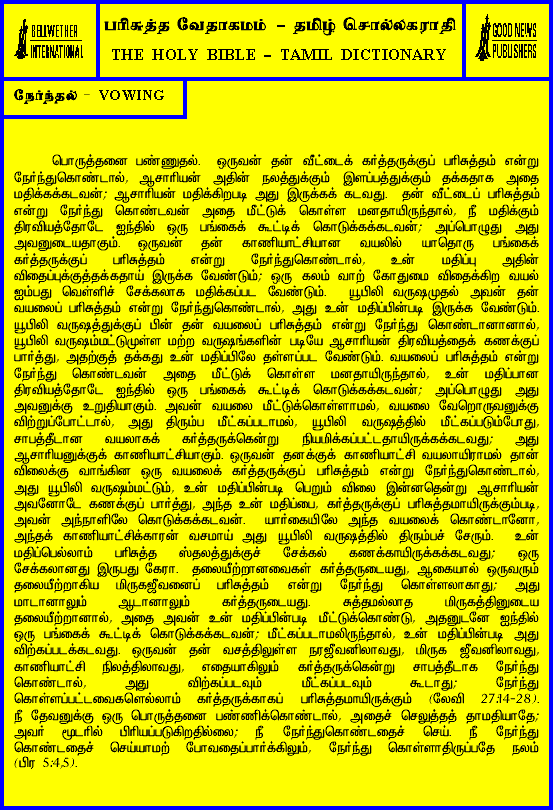 BELLWETHER
INTERNATIONAL
பரிசுத்த வேதாகமம் - தமிழ் சொல்லகராதி
THE HOLY BIBLE - TAMIL DICTIONARY
GOOD NEWS
PUBLISHERS
நேர்ந்தல் - VOWING
பொருத்தனை பண்ணுதல். ஒருவன் தன் வீட்டைக் கர்த்தருக்குப் பரிசுத்தம் என்று
நேர்ந்துகொண்டால், ஆசாரியன் அதின் நலத்துக்கும் இளப்பத்துக்கும் தக்கதாக அதை
மதிக்கக்கடவன்; ஆசாரியன் மதிக்கிறபடி அது இருக்கக் கடவது. தன் வீட்டைப் பரிசுத்தம்
என்று நேர்ந்து கொண்டவன் அதை மீட்டுக் கொள்ள மனதாயிருந்தால், நீ மதிக்கும்
திரவியத்தோடே ஐந்தில் ஒரு பங்கைக் கூட்டிக் கொடுக்கக்கடவன்; அப்பொழுது அது
அவனுடையதாகும். ஒருவன் தன் காணியாட்சியான வயலில் யாதொரு பங்கைக்
கர்த்தருக்குப் பரிசுத்தம் என்று நேர்ந்துகொண்டால், உன் மதிப்பு அதின்
விதைப்புக்குத்தக்கதாய் இருக்க வேண்டும்; ஒரு கலம் வாற் கோதுமை விதைக்கிற வயல்
ஐம்பது வெள்ளிச் சேக்கலாக மதிக்கப்பட வேண்டும். யூபிலி வருஷமுதல் அவன் தன்
வயலைப் பரிசுத்தம் என்று நேர்ந்துகொண்டால், அது உன் மதிப்பின்படி இருக்க வேண்டும்.
யூபிலி வருஷத்துக்குப் பின் தன் வயலைப் பரிசுத்தம் என்று நேர்ந்து கொண்டானானால்,
யூபிலி வருஷம்மட்டுமுள்ள மற்ற வருஷங்களின் படியே ஆசாரியன் திரவியத்தைக் கணக்குப்
பார்த்து, அதற்குத் தக்கது உன் மதிப்பிலே தள்ளப்பட வேண்டும். வயலைப் பரிசுத்தம் என்று
நேர்ந்து கொண்டவன் அதை மீட்டுக் கொள்ள மனதாயிருந்தால், உன் மதிப்பான
திரவியத்தோடே ஐந்தில் ஒரு பங்கைக் கூட்டிக் கொடுக்கக்கடவன்; அப்பொழுது அது
அவனுக்கு உறுதியாகும். அவன் வயலை மீட்டுக்கொள்ளாமல், வயலை வேறொருவனுக்கு
விற்றுப்போட்டால், அது திரும்ப மீட்கப்படாமல், யூபிலி வருஷத்தில் மீட்கப்படும்போது,
சாபத்தீடான வயலாகக் கர்த்தருக்கென்று நியமிக்கப்பட்டதாயிருக்கக்கடவது; அது
ஆசாரியனுக்குக் காணியாட்சியாகும். ஒருவன் தனக்குக் காணியாட்சி வயலாயிராமல் தான்
விலைக்கு வாங்கின ஒரு வயலைக் கர்த்தருக்குப் பரிசுத்தம் என்று நேர்ந்துகொண்டால்,
அது யூபிலி வருஷம்மட்டும், உன் மதிப்பின்படி பெறும் விலை இன்னதென்று ஆசாரியன்
அவனோடே கணக்குப் பார்த்து, அந்த உன் மதிப்பை, கர்த்தருக்குப் பரிசுத்தமாயிருக்கும்படி,
அவன் அந்நாளிலே கொடுக்கக்கடவன். யார்கையிலே அந்த வயலைக் கொண்டானோ,
அந்தக் காணியாட்சிக்காரன் வசமாய் அது யூபிலி வருஷத்தில் திரும்பச் சேரும். உன்
மதிப்பெல்லாம் பரிசுத்த ஸ்தலத்துக்குச் சேக்கல் கணக்காயிருக்கக்கடவது; ஒரு
சேக்கலானது இருபது கேரா. தலையீற்றானவைகள் கர்த்தருடையது, ஆகையால் ஒருவரும்
தலையீற்றாகிய மிருகஜீவனைப் பரிசுத்தம் என்று நேர்ந்து கொள்ளலாகாது; அது
மாடானாலும் ஆடானாலும் கர்த்தருடையது. சுத்தமல்லாத மிருகத்தினுடைய
தலையீற்றானால், அதை அவன் உன் மதிப்பின்படி மீட்டுக்கொண்டு, அதனுடனே ஐந்தில்
ஒரு பங்கைக் கூட்டிக் கொடுக்கக்கடவன்; மீட்கப்படாமலிருந்தால், உன் மதிப்பின்படி அது
விற்கப்படக்கடவது. ஒருவன் தன் வசத்திலுள்ள நரஜீவனிலாவது, மிருக ஜீவனிலாவது,
காணியாட்சி நிலத்திலாவது, எதையாகிலும் கர்த்தருக்கென்று சாபத்தீடாக நேர்ந்து
கொண்டால், அது விற்கப்படவும் மீட்கப்படவும் கூடாது; நேர்ந்து
கொள்ளப்பட்டவைகளெல்லாம் கர்த்தருக்காகப் பரிசுத்தமாயிருக்கும் (லேவி 27:14-28).
நீ தேவனுக்கு ஒரு பொருத்தனை பண்ணிக்கொண்டால், அதைச் செலுத்தத் தாமதியாதே;
அவர் மூடரில் பிரியப்படுகிறதில்லை; நீ நேர்ந்துகொண்டதைச் செய். நீ நேர்ந்து
கொண்டதைச் செய்யாமற் போவதைப்பார்க்கிலும், நேர்ந்து கொள்ளாதிருப்பதே நலம்
(பிர 5:4,5).